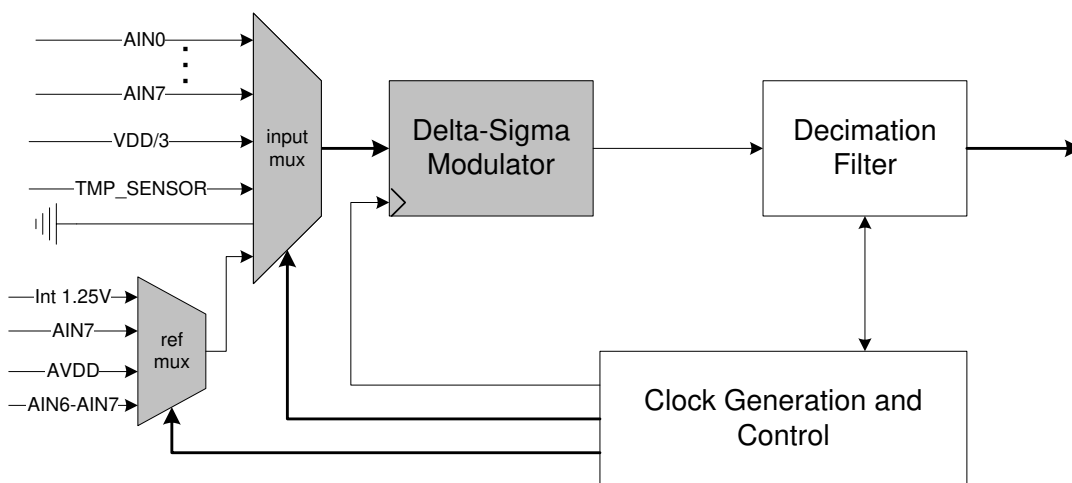 AIN0
AIN7
VDD/3
TMP_SENSOR
input
mux
Delta-Sigma
Modulator
Decimation
Filter
Int 1.25V
AIN7
AVDD
AIN6-AIN7
ref
mux
Clock Generation and
Control